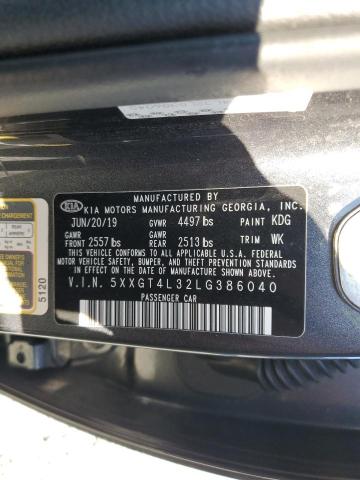 MANUFACTURED BY
KIA
KIA MOTORS MANUFACTURING GEORGIA, INC.
JUN/20/19 GVWR 4497 lbs PAINT KDG
GAWR FRONT 2557 lbs GAWR REAR 2513 lbs TRIM WK
THIS VEHICLE CONFORMS TO ALL APPLICABLE U.S.A. FEDERAL
MOTOR VEHICLE SAFETY, BUMPER, AND THEFT PREVENTION
STANDARDS IN EFFECT ON THE DATE OF MANUFACTURE SHOWN ABOVE.
V.I.N. 5XXGT4L32LG386040
PASSENGER CAR
5120